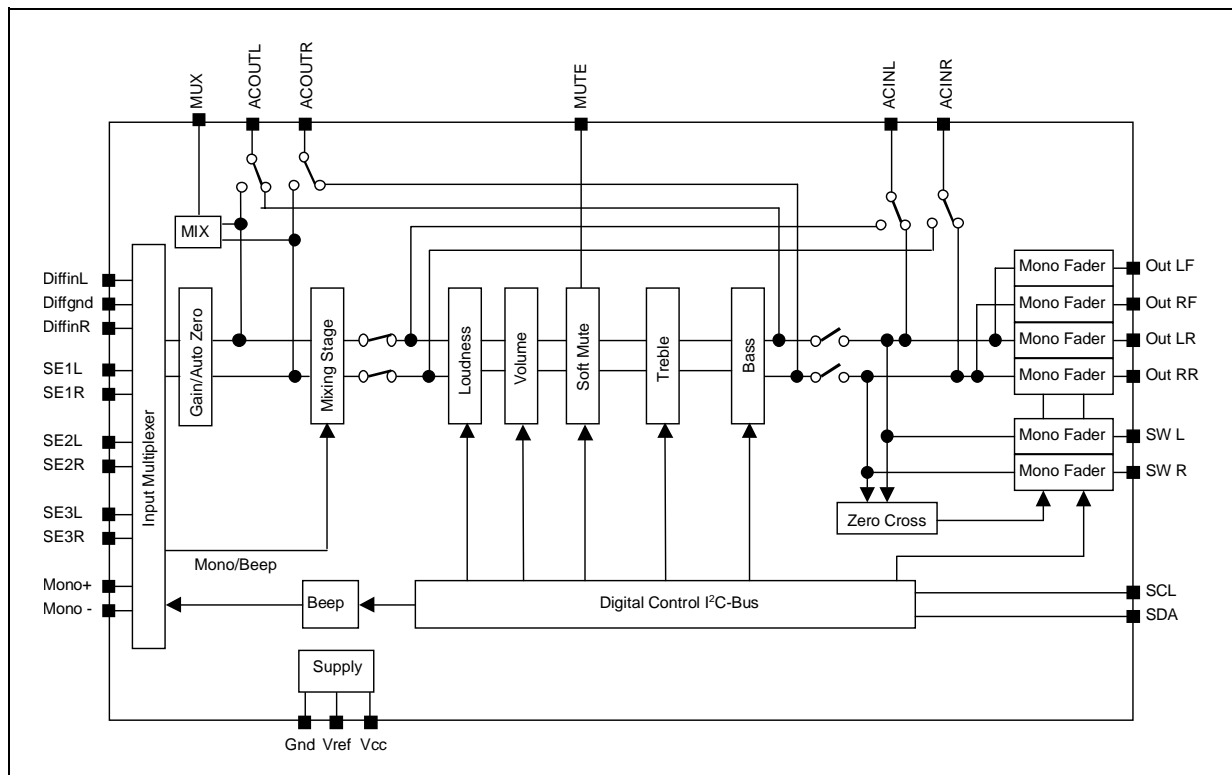 MUX
ACOUTL
ACOUTR
MUTE
ACINL
ACINR
MIX
DiffinL
Diffgnd
DiffinR
SE1L
SE1R
SE2L
SE2R
SE3L
SE3R
Mono+
Mono -
Input Multiplexer
Gain/Auto Zero
Mixing Stage
Loudness
Volume
Soft Mute
Treble
Bass
Mono Fader
Mono Fader
Mono Fader
Mono Fader
Mono Fader
Mono Fader
Out LF
Out RF
Out LR
Out RR
SW L
SW R
Zero Cross
Mono/Beep
Beep
Digital Control I²C-Bus
SCL
SDA
Supply
Gnd Vref Vcc